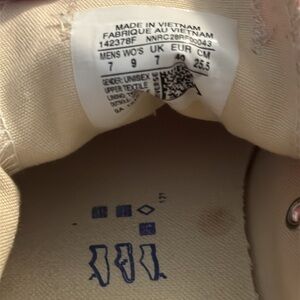 MADE IN VIETNAM
FABRIQUE AU VIETNAM
142378F
MENS WO'S UK EUR CM
7 9 7 40 25.5
GENDER: UNISEX
UPPER: TEXTILE
LINING: